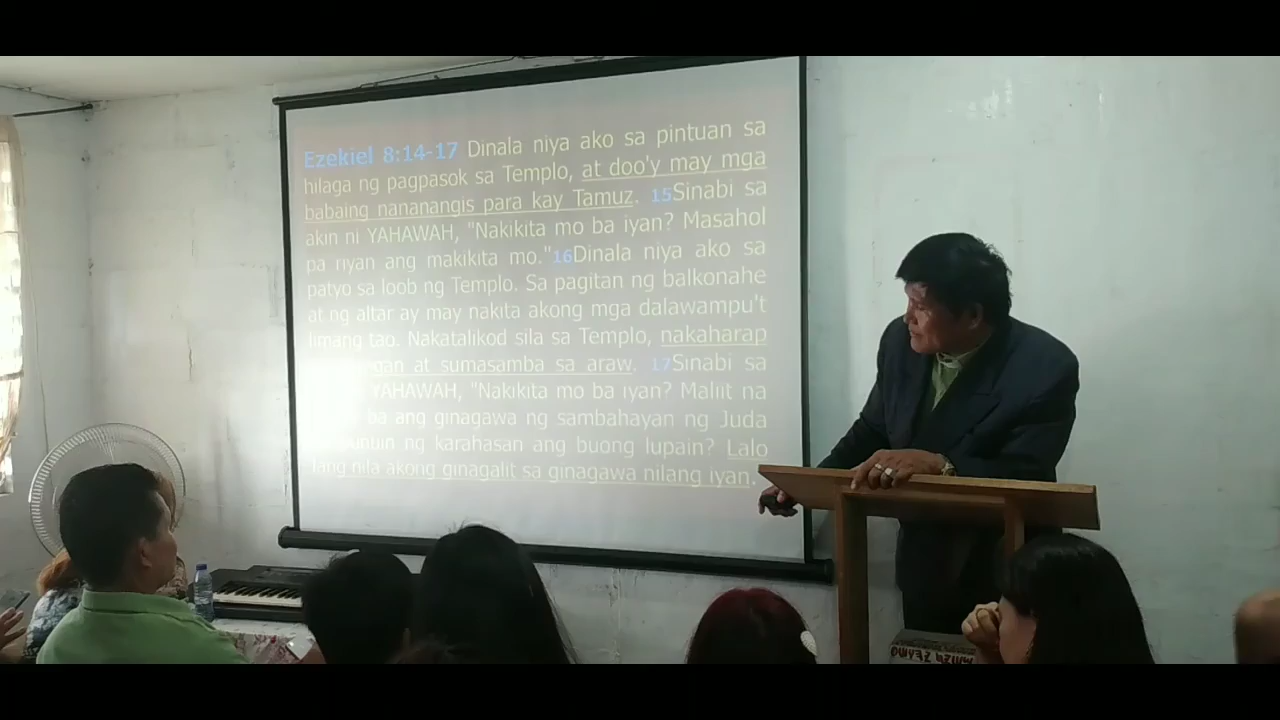 Ezekiel 8:14-17 Dinala niya ako sa pintuan sa
hilaga ng pagpasok sa Templo, at doo'y may mga
babaing nananangis para kay Tamuz. 15Sinabi sa
akin ni YAHAWAH, "Nakikita mo ba iyan? Masahol
pa riyan ang makikita mo."16Dinala niya ako sa
patyo sa loob ng Templo. Sa pagitan ng balkonahe
at ng altar ay may nakita akong mga dalawampu't
limang tao. Nakatalikod sila sa Templo, nakaharap
at sumasamba sa araw. 17Sinabi sa
YAHAWAH, "Nakikita mo ba iyan? Maliit na
ba ang ginagawa ng sambahayan ng Juda
ng karahasan ang buong lupain? Lalo
lang nila akong ginagalit sa ginagawa nilang iyan.